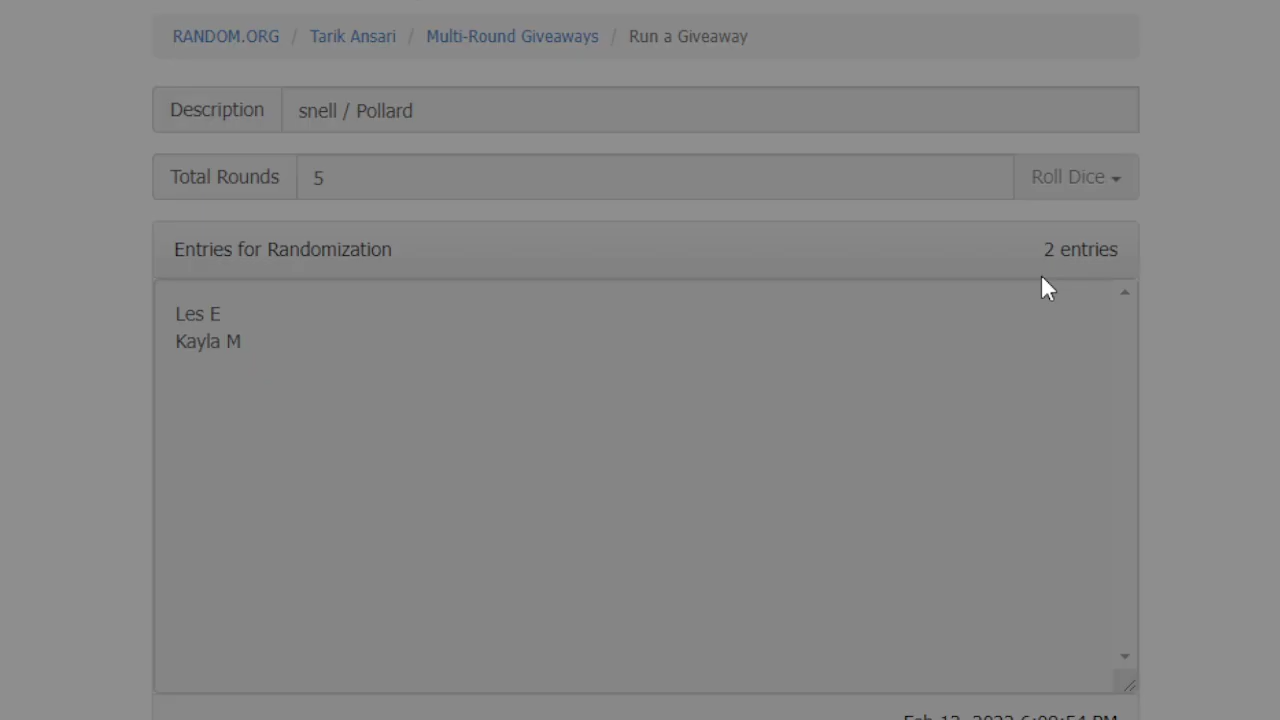 RANDOM.ORG / Tarik Ansari / Multi-Round Giveaways / Run a Giveaway
Description snell / Pollard
Total Rounds 5 Roll Dice
Entries for Randomization 2 entries
Les E
Kayla M